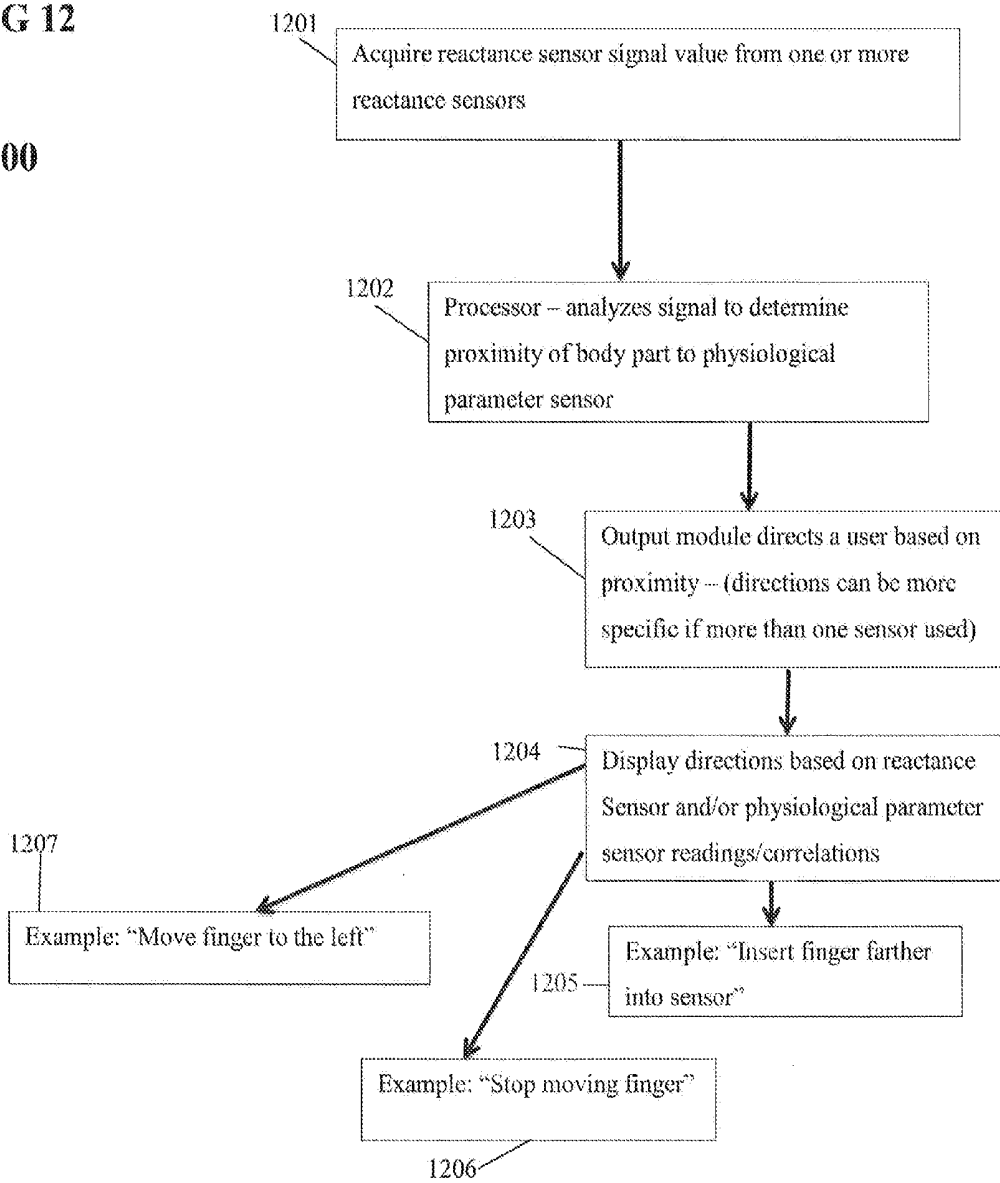 G 12
00
1201
Acquire reactance sensor signal value from one or more
reactance sensors
1202
Processor – analyzes signal to determine
proximity of body part to physiological
parameter sensor
1203
Output module directs a user based on
proximity – (directions can be more
specific if more than one sensor used)
1204
Display directions based on reactance
Sensor and/or physiological parameter
sensor readings/correlations
1207
Example: “Move finger to the left”
1205
Example: “Insert finger farther
into sensor”
Example: “Stop moving finger”
1206